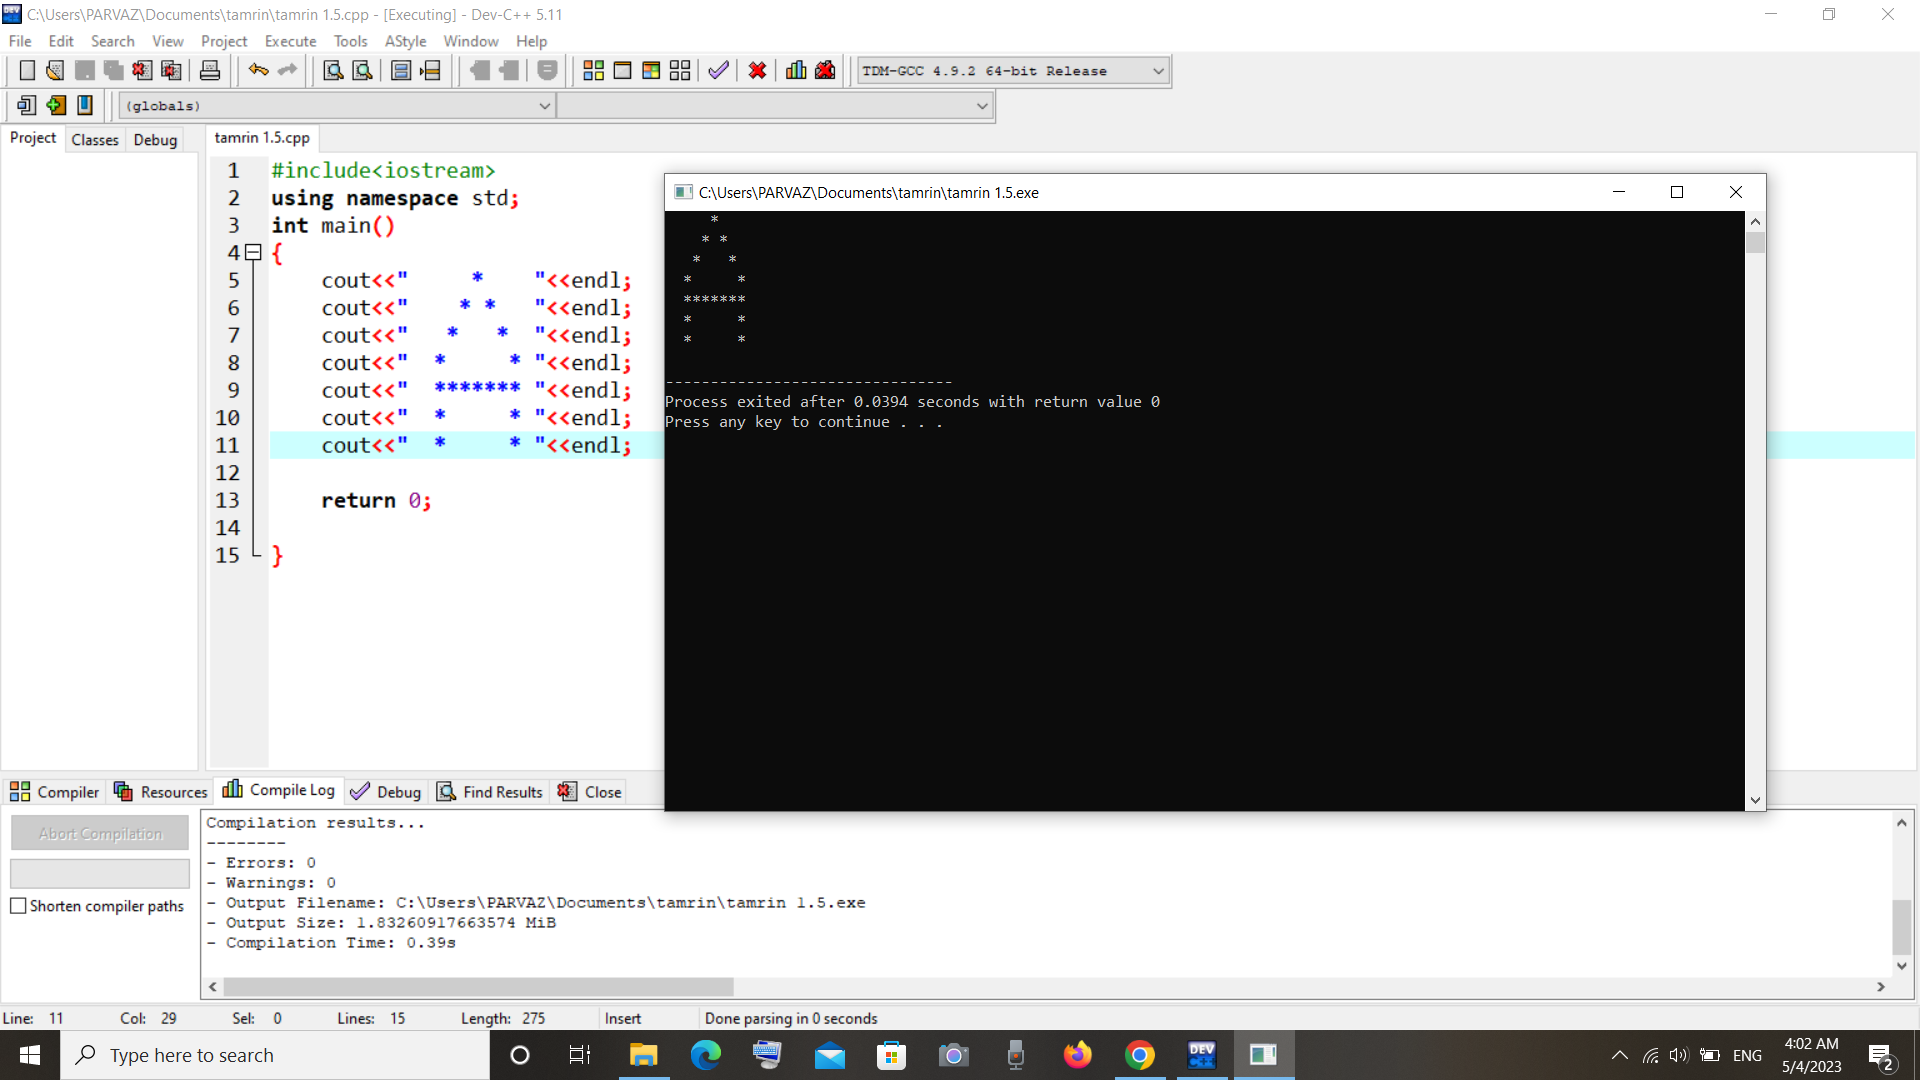 C:\Users\PARVAZ\Documents\tamrin\tamrin 1.5.cpp - [Executing] - Dev-C++ 5.11
File Edit Search View Project Execute Tools AStyle Window Help
TDM-GCC 4.9.2 64-bit Release
(globals)
Project Classes Debug
tamrin 1.5.cpp
1 #include<iostream>
2 using namespace std;
3 int main()
4 {
5     cout<<"     *    "<<endl;
6     cout<<"    * *   "<<endl;
7     cout<<"   *   *  "<<endl;
8     cout<<"  *     * "<<endl;
9     cout<<"  ******* "<<endl;
10     cout<<"  *     * "<<endl;
11     cout<<"  *     * "<<endl;
12
13     return 0;
14
15 }
C:\Users\PARVAZ\Documents\tamrin\tamrin 1.5.exe
     *
    * *
   *   *
  *     *
  *******
  *     *
  *     *
--------------------------------
Process exited after 0.0394 seconds with return value 0
Press any key to continue . . .
Compiler Resources Compile Log Debug Find Results Close
Abort Compilation
Shorten compiler paths
Compilation results...
--------
- Errors: 0
- Warnings: 0
- Output Filename: C:\Users\PARVAZ\Documents\tamrin\tamrin 1.5.exe
- Output Size: 1.83260917663574 MiB
- Compilation Time: 0.39s
Line: 11 Col: 29 Sel: 0 Lines: 15 Length: 275 Insert Done parsing in 0 seconds
Type here to search
DEV
ENG
4:02 AM
5/4/2023
2